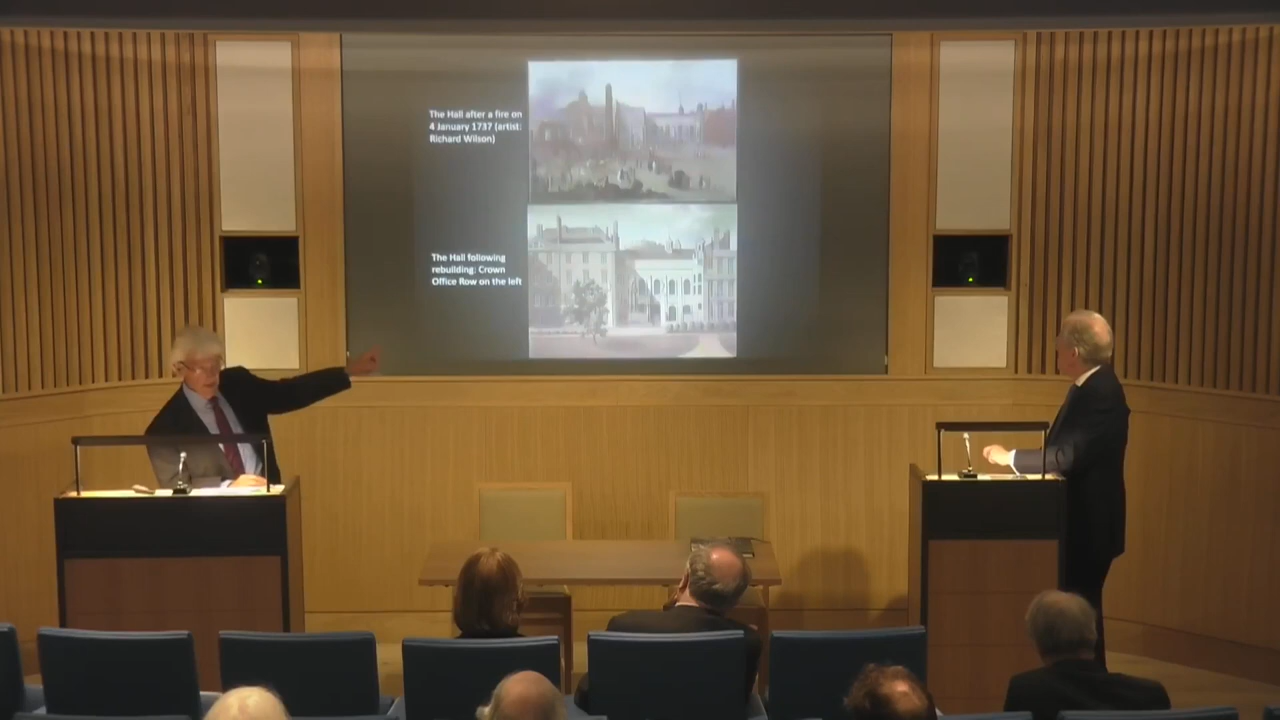 The Hall after a fire on
4 January 1737 (artist:
Richard Wilson)
The Hall following
rebuilding: Crown
Office Row on the left